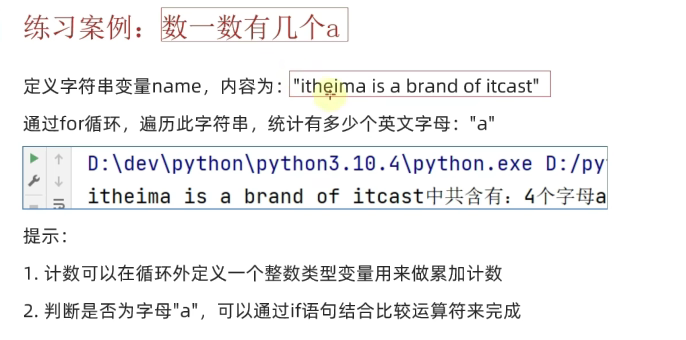 练习案例：数一数有几个a
定义字符串变量name，内容为："itheima is a brand of itcast"
通过for循环，遍历此字符串，统计有多少个英文字母："a"
D:\dev\python\python3.10.4\python.exe D:/py
itheima is a brand of itcast中共含有：4个字母a
提示：
1. 计数可以在循环外定义一个整数类型变量用来做累加计数
2. 判断是否为字母"a"，可以通过if语句结合比较运算符来完成